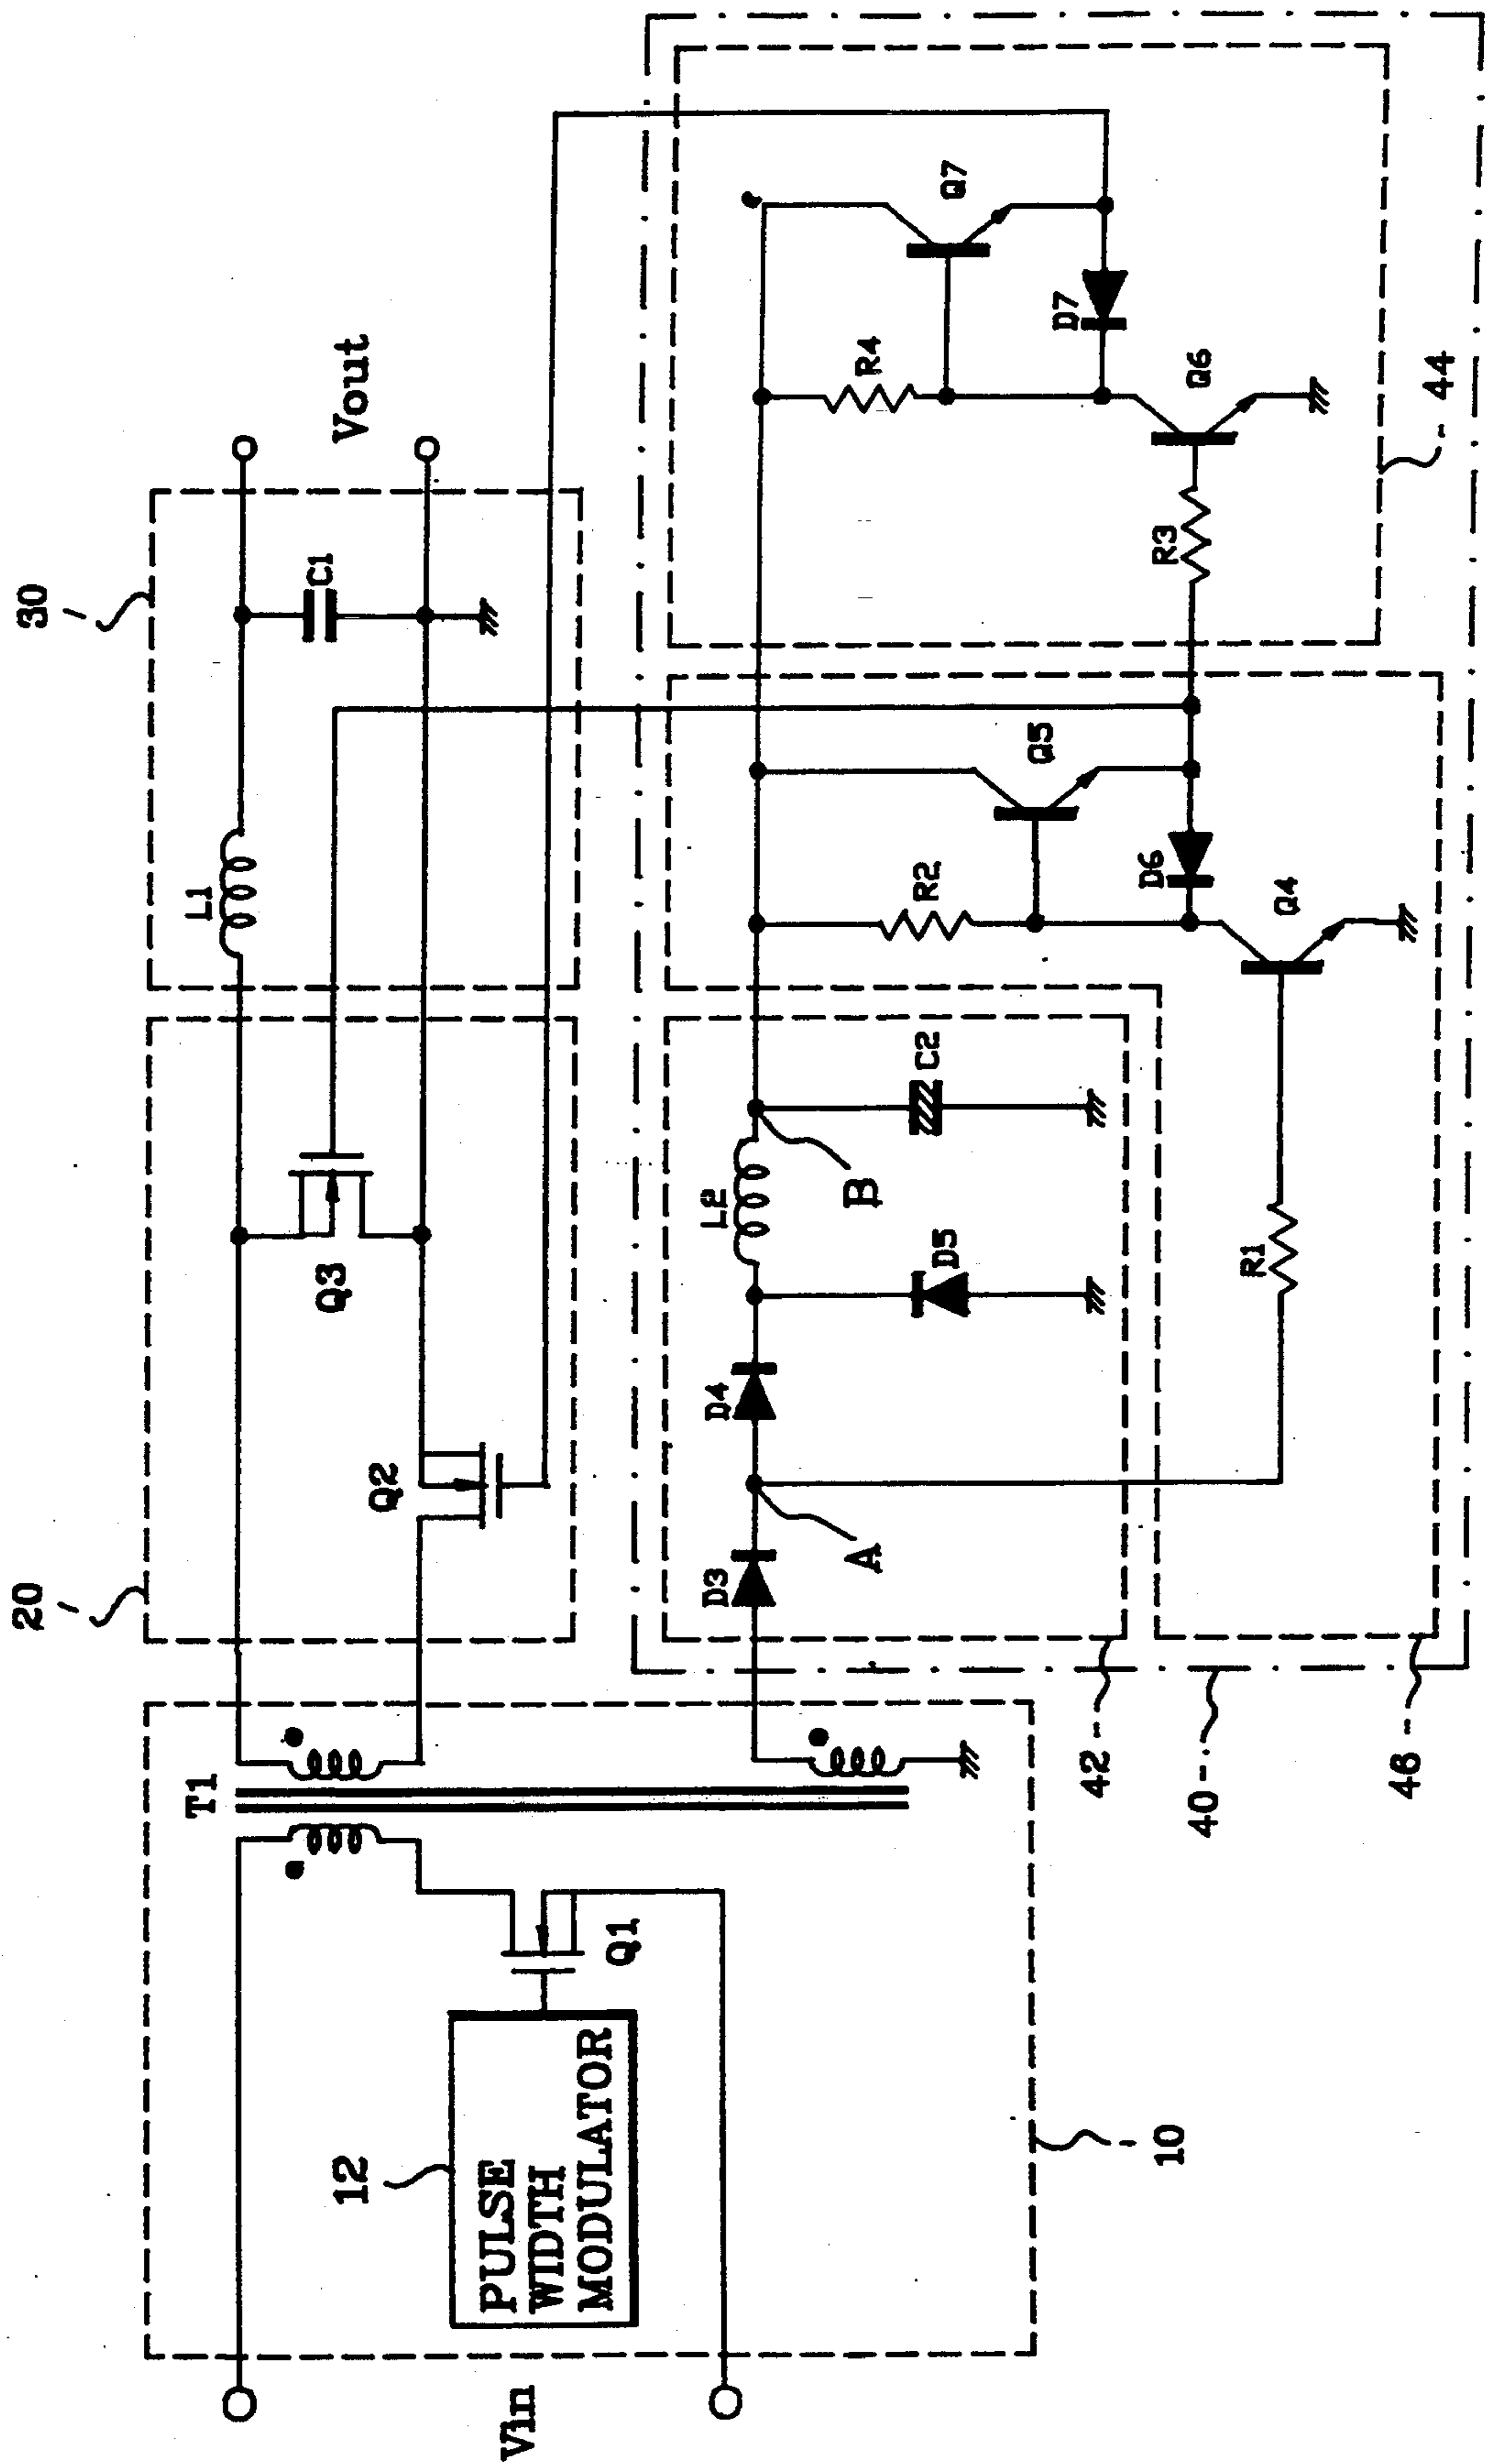 30
Vout
C1
L1
20
Q3
Q2
T1
Q7
R4
D7
Q6
44
R3
Q5
R2
D6
Q4
C2
L2
B
D5
D4
A
D3
R1
42
40
46
12
PULSE
WIDTH
MODULATOR
Q1
10
Vin